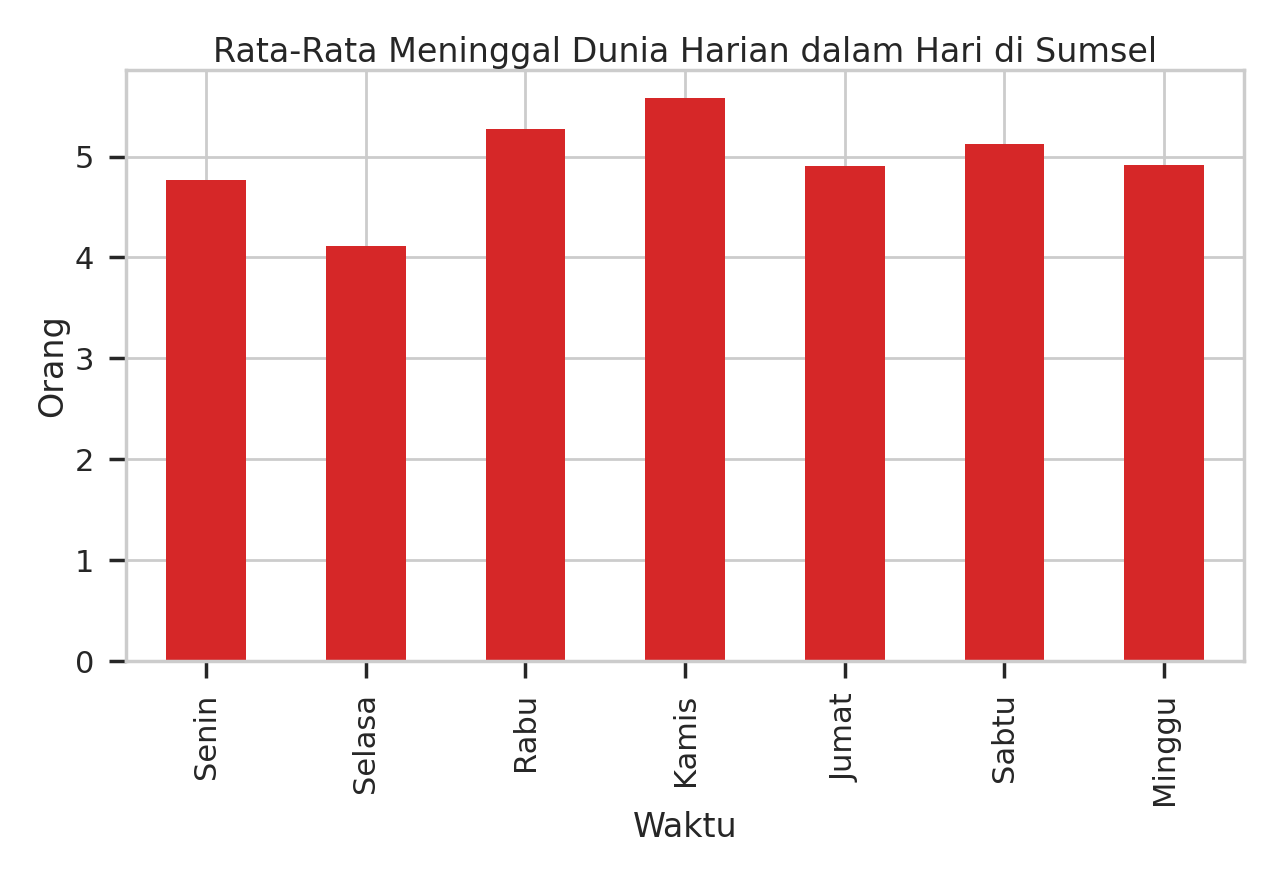 Rata-Rata Meninggal Dunia Harian dalam Hari di Sumsel
Orang
5
4
3
2
1
0
Senin
Selasa
Rabu
Kamis
Jumat
Sabtu
Minggu
Waktu